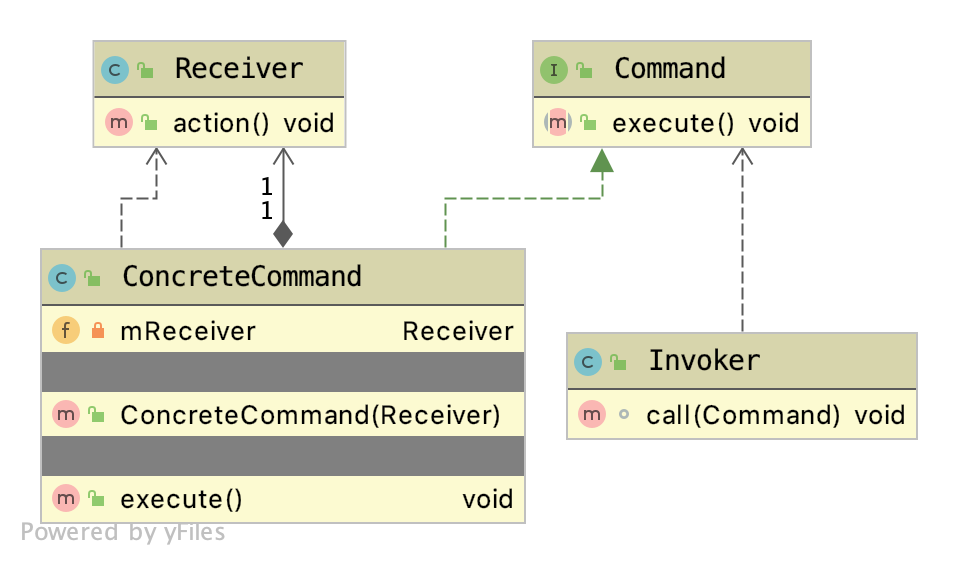 Receiver
action() void
Command
execute() void
1
1
ConcreteCommand
mReceiver Receiver
ConcreteCommand(Receiver)
execute() void
Invoker
call(Command) void
Powered by yFiles